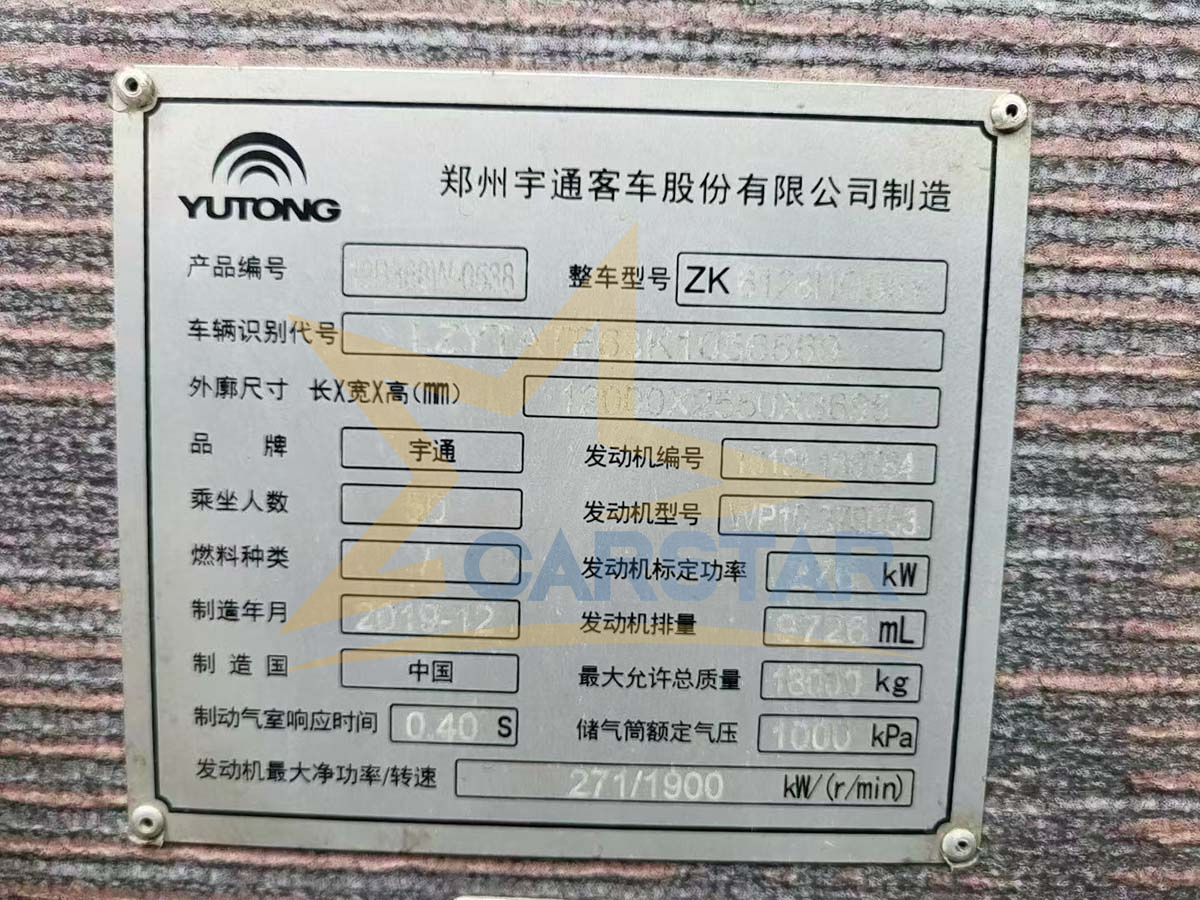 YUTONG
郑州宇通客车股份有限公司制造
产品编号 整车型号 ZK
车辆识别代号
外廓尺寸 长X宽X高(mm) 12000X2550X3695
品 牌 宇通 发动机编号
乘坐人数 50 发动机型号
燃料种类 发动机标定功率 kW
CARSTAR
制造年月 2019-12 发动机排量 9726 mL
制造国 中国 最大允许总质量 18000 kg
制动气室响应时间 0.40 S 储气筒额定气压 1000 kPa
发动机最大净功率/转速 271/1900 kW/(r/min)